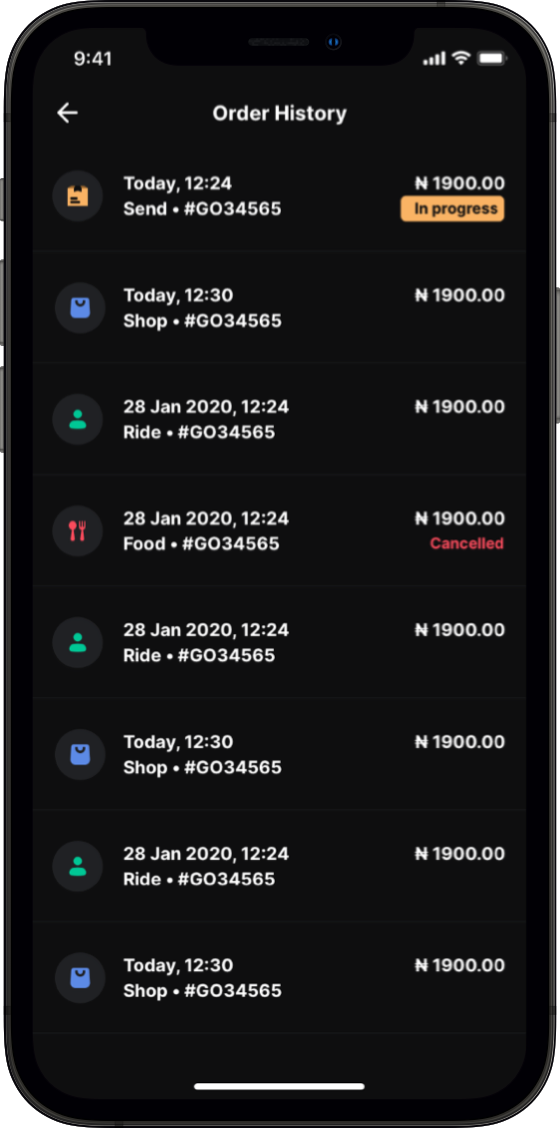 9:41
Order History
Today, 12:24 ₦ 1900.00
Send • #GO34565 In progress
Today, 12:30 ₦ 1900.00
Shop • #GO34565
28 Jan 2020, 12:24 ₦ 1900.00
Ride • #GO34565
28 Jan 2020, 12:24 ₦ 1900.00
Food • #GO34565 Cancelled
28 Jan 2020, 12:24 ₦ 1900.00
Ride • #GO34565
Today, 12:30 ₦ 1900.00
Shop • #GO34565
28 Jan 2020, 12:24 ₦ 1900.00
Ride • #GO34565
Today, 12:30 ₦ 1900.00
Shop • #GO34565